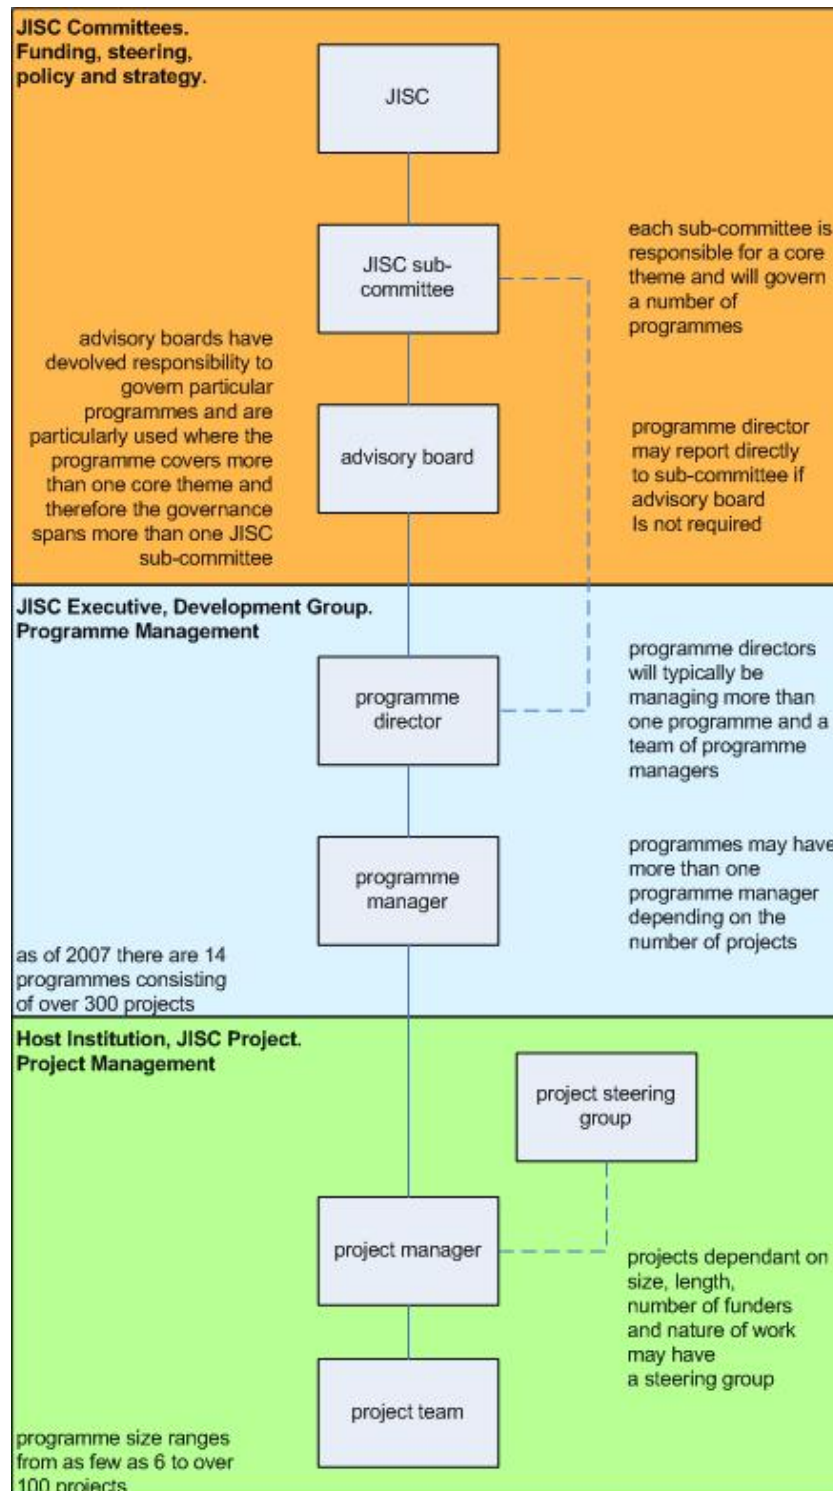 JISC Committees.
Funding, steering,
policy and strategy.
JISC
JISC sub-
committee
each sub-committee is
responsible for a core
theme and will govern
a number of
programmes
advisory boards have
devolved responsibility to
govern particular
programmes and are
particularly used where the
programme covers more
than one core theme and
therefore the governance
spans more than one JISC
sub-committee
advisory board
programme director
may report directly
to sub-committee if
advisory board
Is not required
JISC Executive, Development Group.
Programme Management
programme
director
programme directors
will typically be
managing more than
one programme and a
team of programme
managers
programme
manager
programmes may have
more than one
programme manager
depending on the
number of projects
as of 2007 there are 14
programmes consisting
of over 300 projects
Host Institution, JISC Project.
Project Management
project steering
group
project manager
projects dependant on
size, length,
number of funders
and nature of work
may have
a steering group
project team
programme size ranges
from as few as 6 to over
100 projects